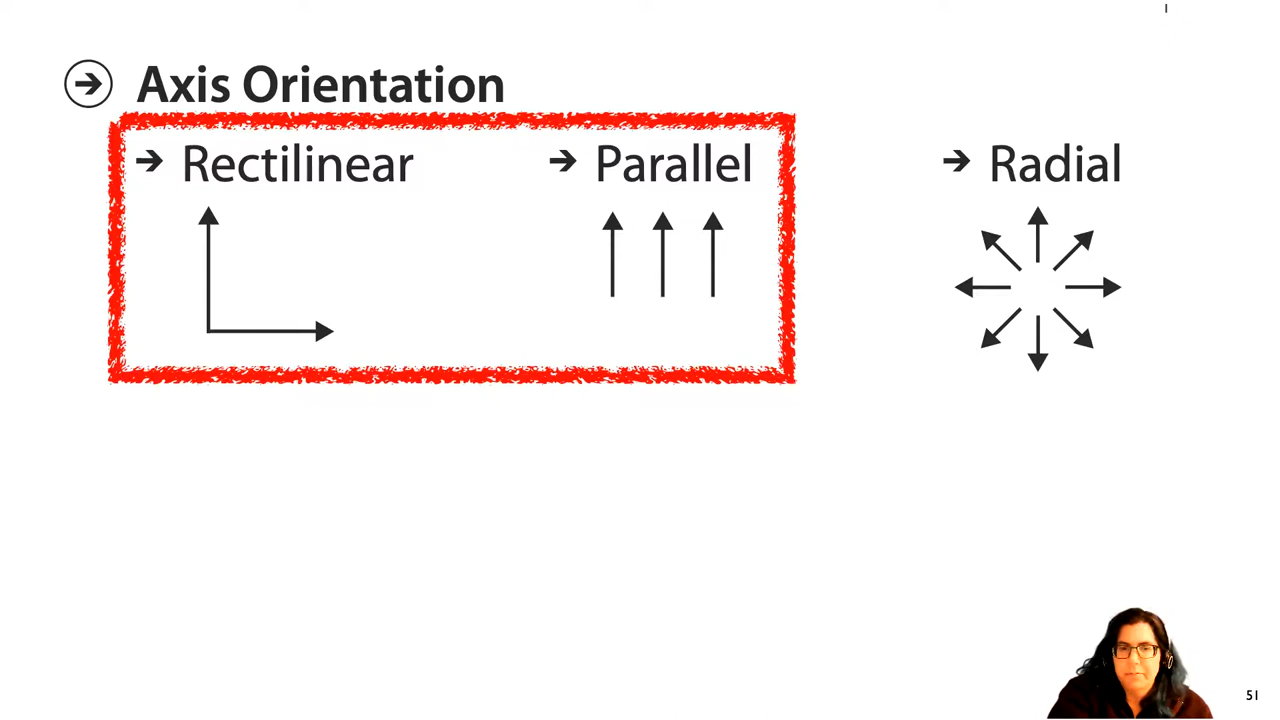 Axis Orientation
Rectilinear
Parallel
Radial
51